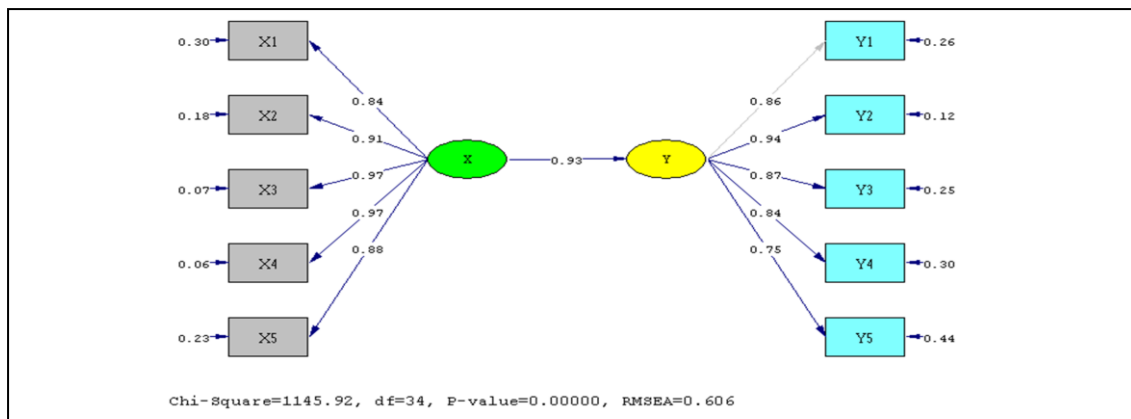 0.30 X1 Y1 0.26
0.84 0.86
0.18 X2 Y2 0.12
0.91 0.94
X 0.93 Y
0.97 0.87
0.07 X3 Y3 0.25
0.97 0.84
0.88 0.75
0.06 X4 Y4 0.30
0.23 X5 Y5 0.44
Chi-Square=1145.92, df=34, P-value=0.00000, RMSEA=0.606